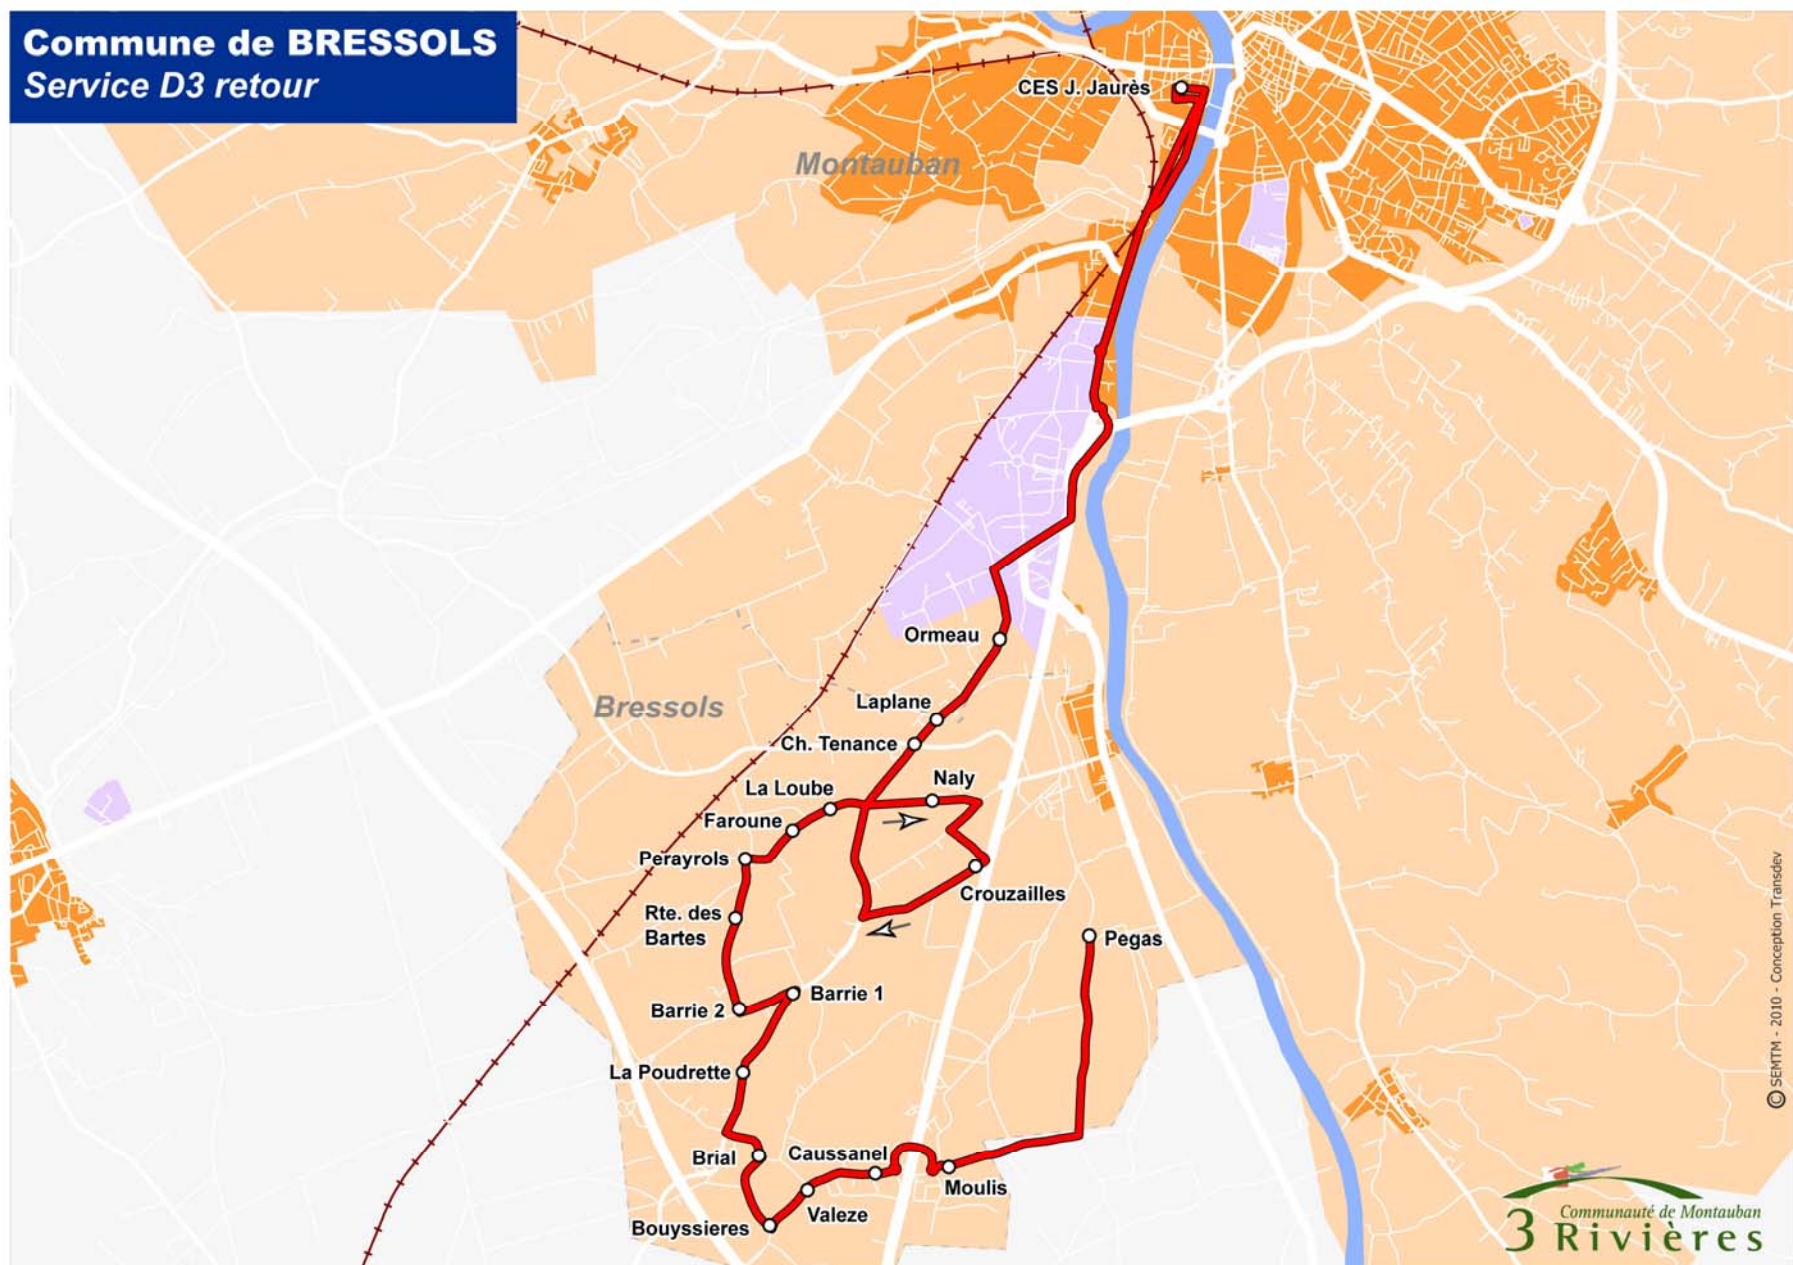 Commune de BRESSOLS
Service D3 retour
CES J. Jaurès
Montauban
Ormeau
Bressols
Laplane
Ch. Tenance
Naly
La Loube
Faroune
Perayrols
Crouzailles
Rte. des
Bartes
Pegas
Barrie 1
Barrie 2
La Poudrette
Brial
Caussanel
Moulis
Valeze
Bouyssieres
© SEMTM - 2010 - Conception Transdev
Communauté de Montauban
3 Rivières